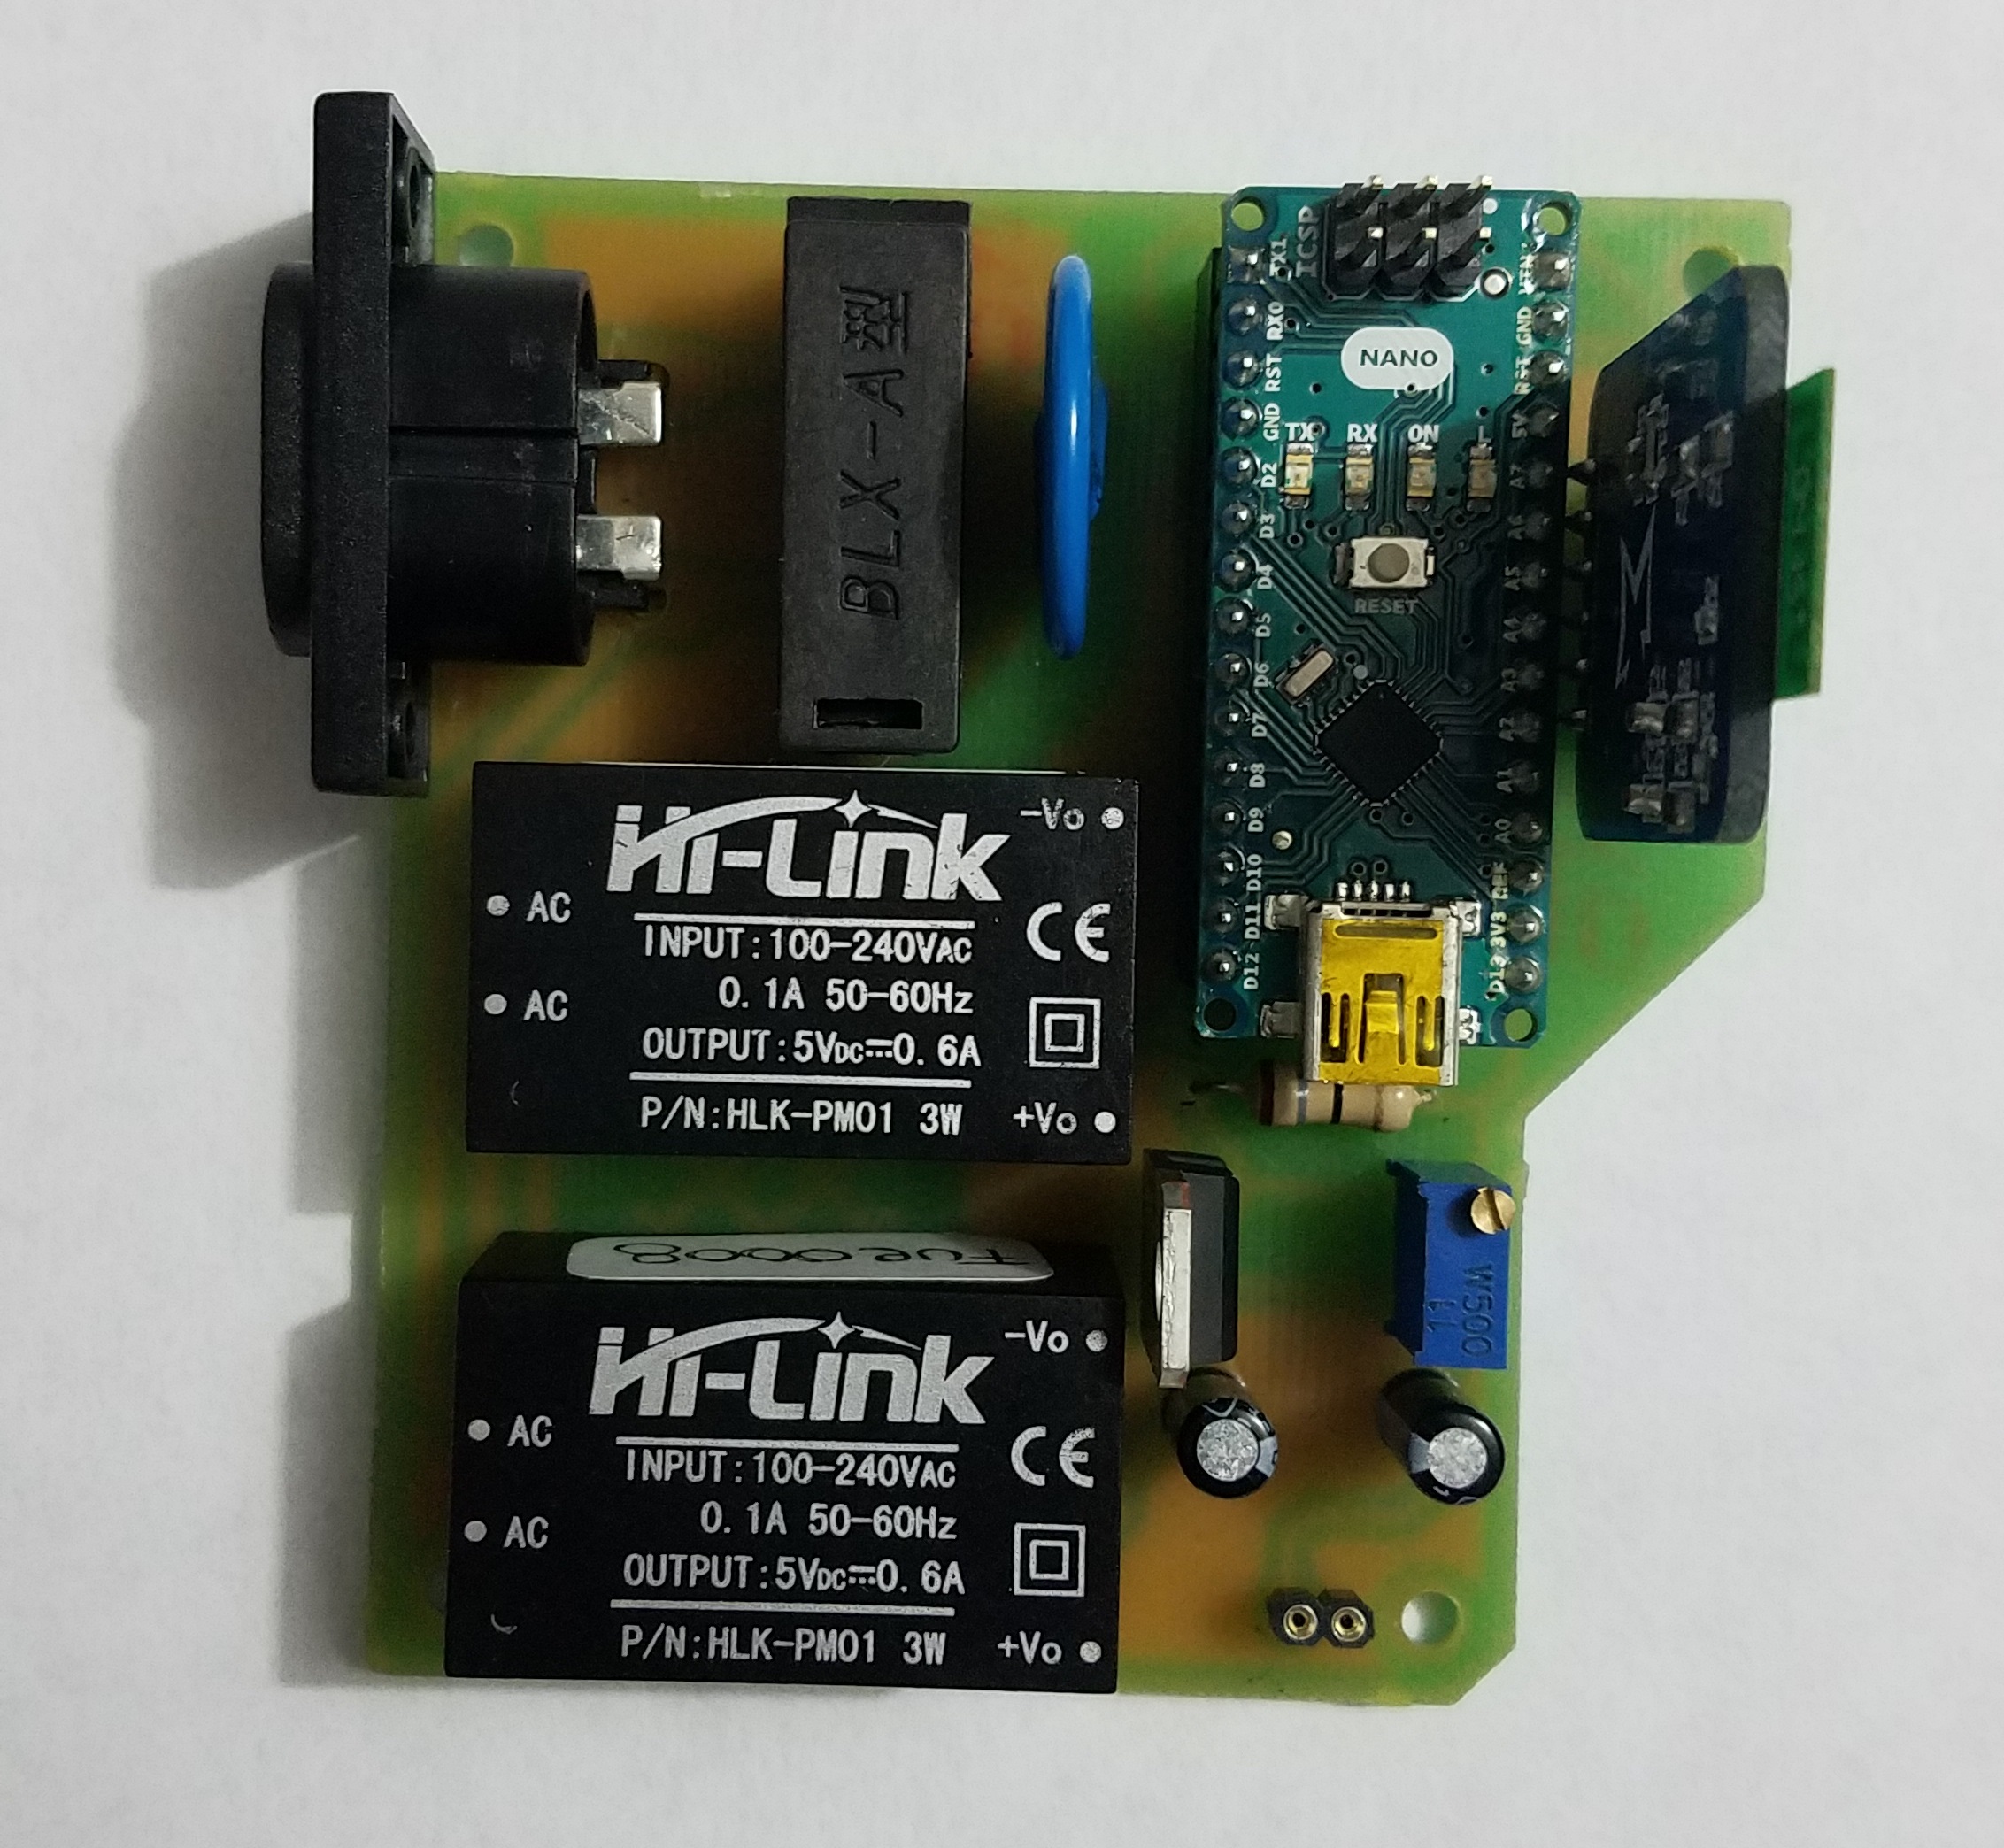 BLX-A型
ICSP
TX1
RX0
RST
GND
D2
D3
D4
D5
D6
D7
D8
D9
D10
D11
D12
NANO
TX RX ON L
RESET
VIN
GND
RST
5V
A7
A6
A5
A4
A3
A2
A1
A0
REF
3V3
D13
Hi-Link
-Vo
AC
AC
CE
INPUT:100-240VAC
0.1A 50-60Hz
OUTPUT:5VDC⎓0.6A
P/N:HLK-PM01 3W
+Vo
W500
Fue0008
Hi-Link
-Vo
AC
AC
CE
INPUT:100-240VAC
0.1A 50-60Hz
OUTPUT:5VDC⎓0.6A
P/N:HLK-PM01 3W
+Vo